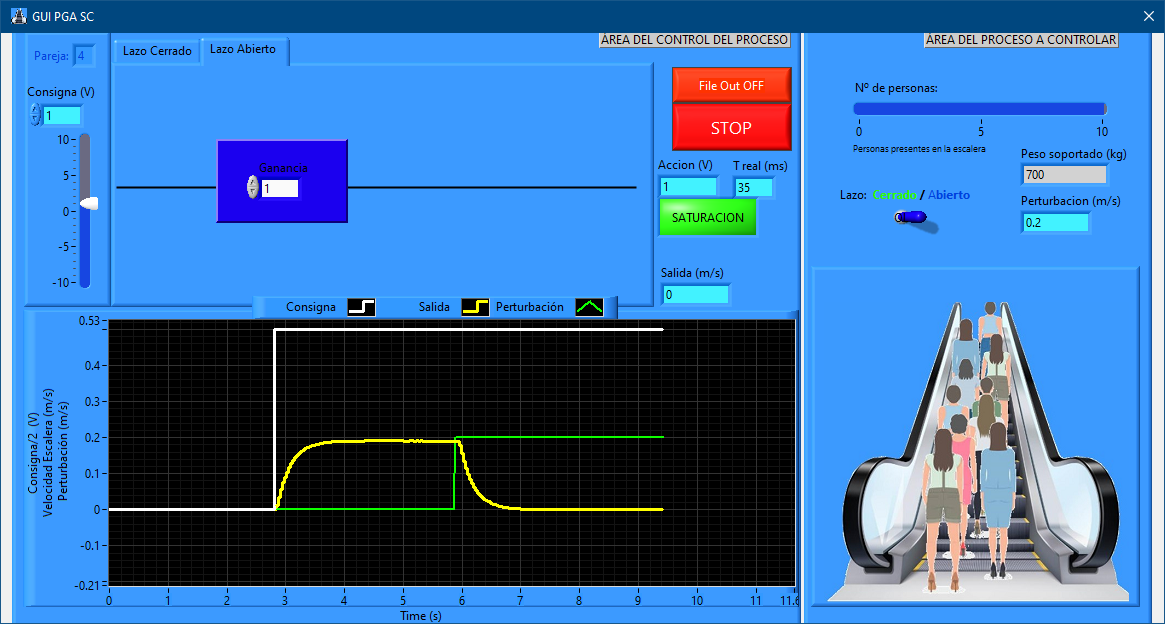 GUI PGA SC
Pareja: 4
Lazo Cerrado
Lazo Abierto
ÁREA DEL CONTROL DEL PROCESO
ÁREA DEL PROCESO A CONTROLAR
Consigna (V)
1
10
5
0
-5
-10
Ganancia
1
File Out OFF
STOP
Accion (V)
T real (ms)
1
35
SATURACION
Salida (m/s)
0
Nº de personas:
0 5 10
Personas presentes en la escalera
Peso soportado (kg)
700
Lazo: Cerrado / Abierto
Perturbacion (m/s)
0.2
Consigna
Salida
Perturbación
Consigna/2 (V)
Velocidad Escalera (m/s)
Perturbación (m/s)
0.53
0.4
0.3
0.2
0.1
0
-0.1
-0.21
0 1 2 3 4 5 6 7 8 9 10 11
Time (s)